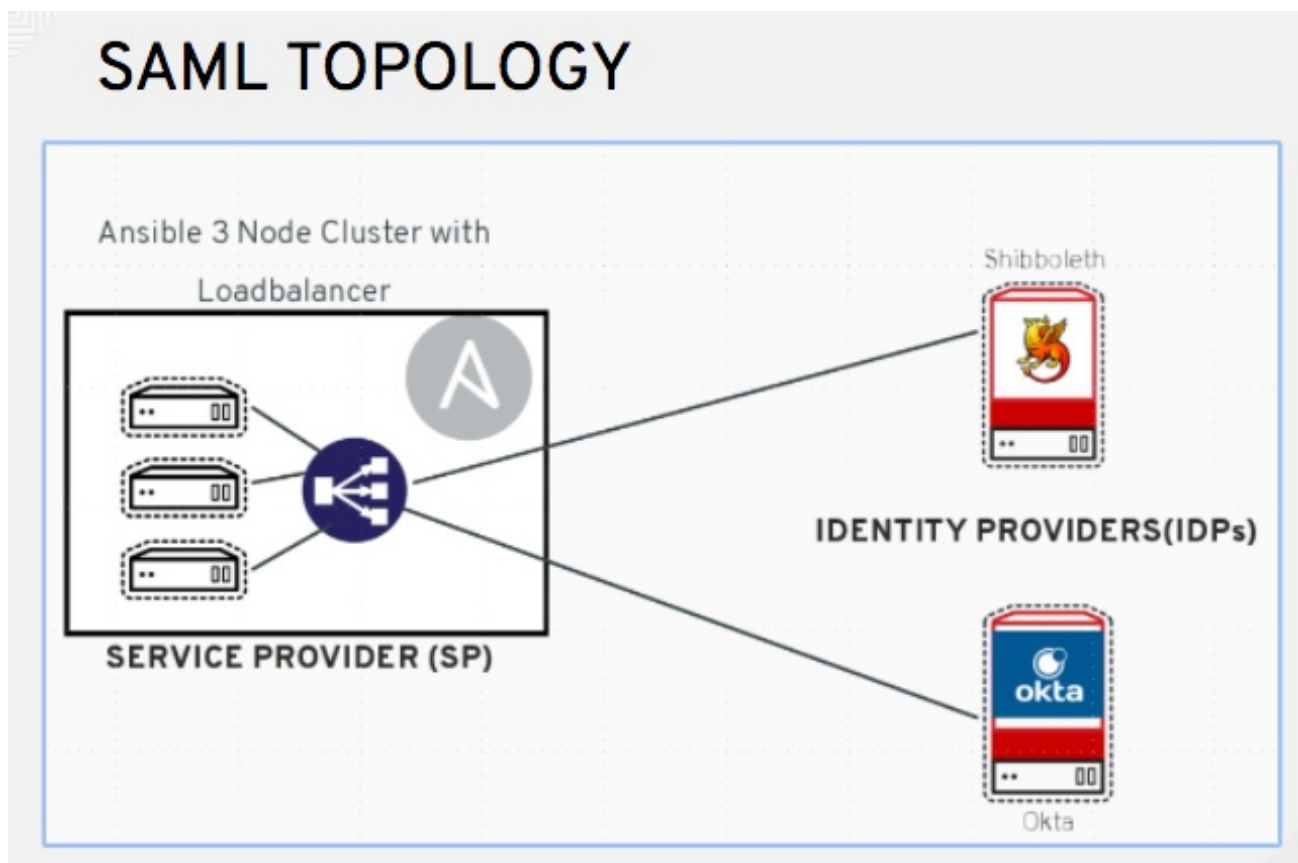 SAML TOPOLOGY
Ansible 3 Node Cluster with
Loadbalancer
SERVICE PROVIDER (SP)
Shibboleth
IDENTITY PROVIDERS(IDPs)
okta
Okta